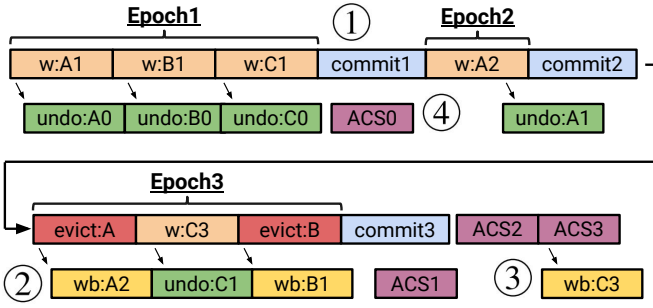 Epoch1 ① Epoch2
w:A1 w:B1 w:C1 commit1 w:A2 commit2
undo:A0 undo:B0 undo:C0 ACS0 ④ undo:A1
Epoch3
evict:A w:C3 evict:B commit3 ACS2 ACS3
② wb:A2 undo:C1 wb:B1 ACS1 ③ wb:C3